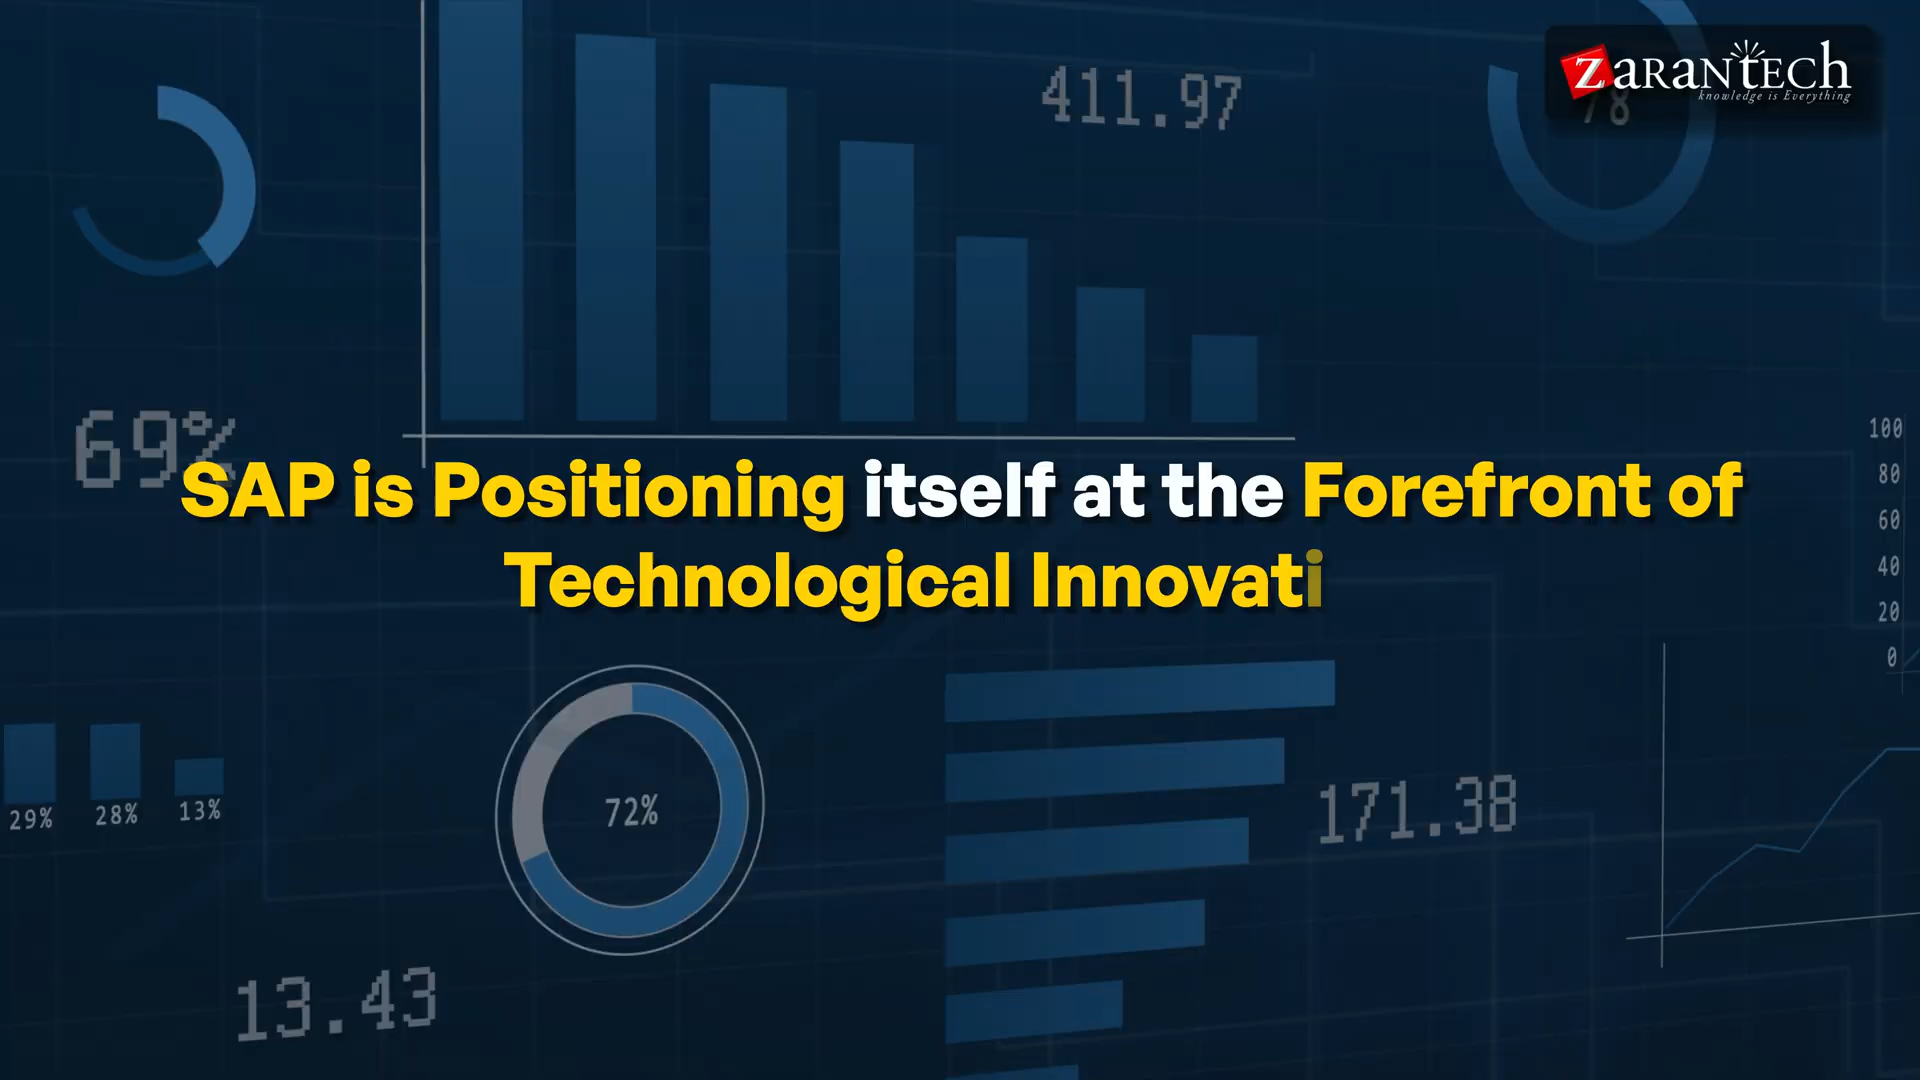 ZARANTECH
knowledge is Everything
411.97
78
69%
SAP is Positioning itself at the Forefront of
Technological Innovati
100
80
60
40
20
0
29% 28% 13%
72%
171.38
13.43